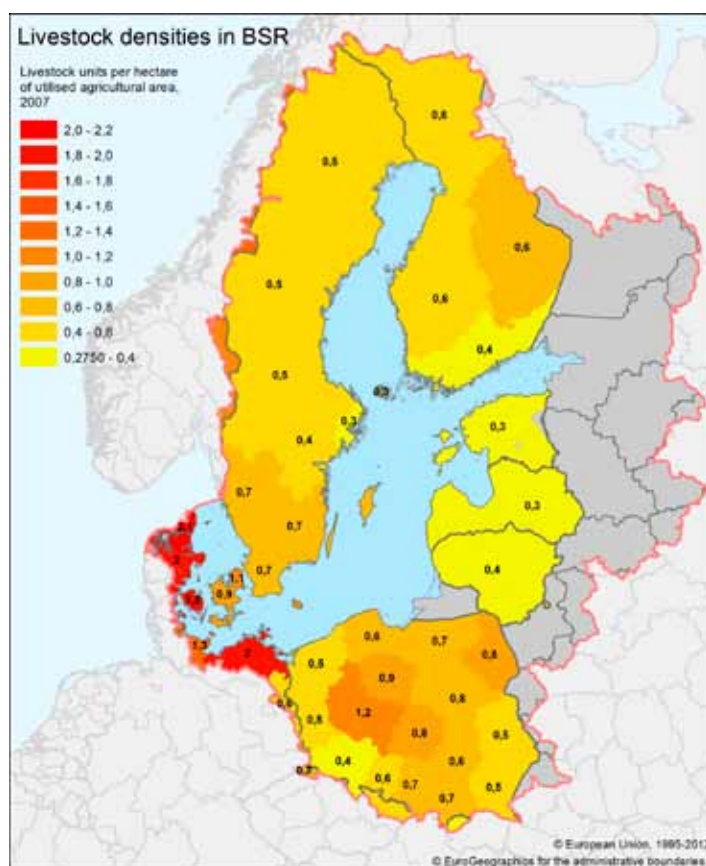 Livestock densities in BSR
Livestock units per hectare
of utilised agricultural area,
2007
2,0 - 2,2
1,8 - 2,0
1,6 - 1,8
1,4 - 1,6
1,2 - 1,4
1,0 - 1,2
0,8 - 1,0
0,6 - 0,8
0,4 - 0,6
0,2750 - 0,4
0,6
0,5
0,6
0,5
0,6
0,4
0,5
0,3
0,4
0,3
0,7
0,3
0,7
0,7
0,4
1,1
0,9
0,6
0,7
0,5
2
0,9
0,8
1,2
0,8
0,5
0,4
0,6
0,6
0,7
0,7
0,5
© European Union, 1995-201
© EuroGeographics for the administrative boundaries